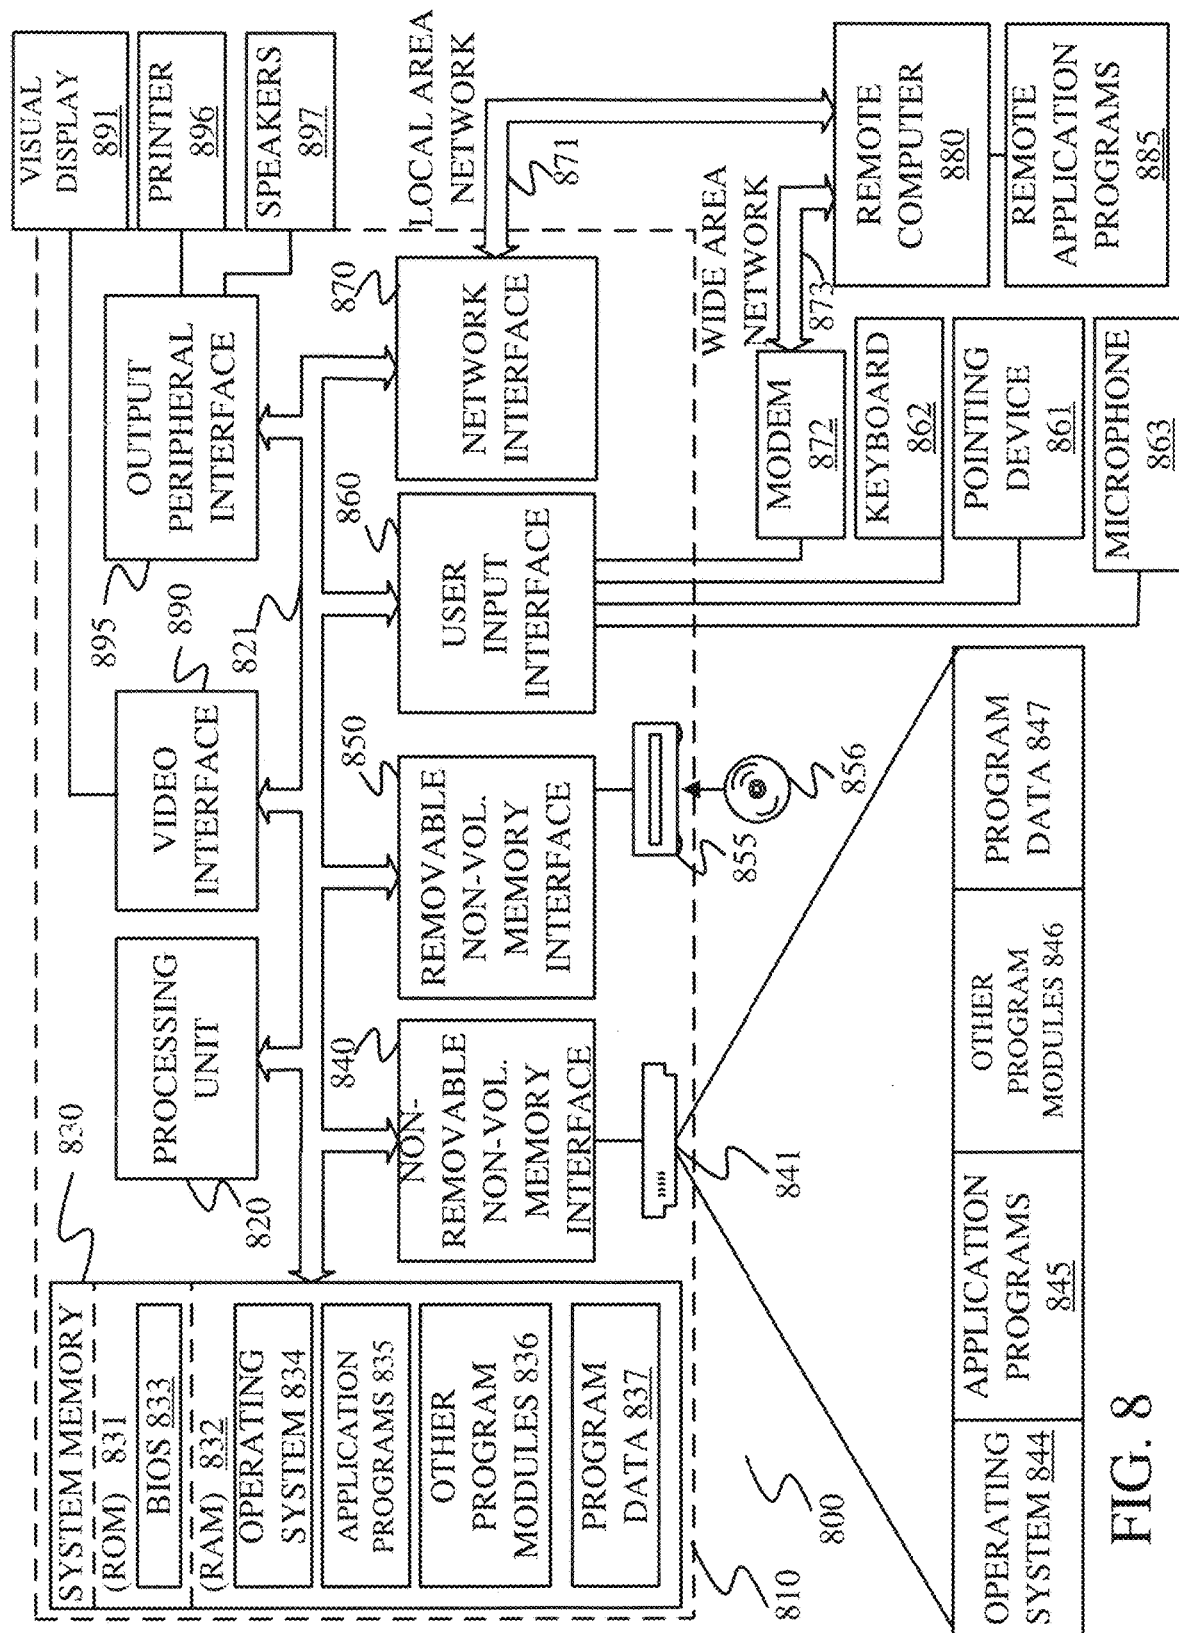 SYSTEM MEMORY
(ROM) 831
BIOS 833
(RAM) 832
OPERATING
SYSTEM 834
APPLICATION
PROGRAMS 835
OTHER
PROGRAM
MODULES 836
PROGRAM
DATA 837
830
820
PROCESSING
UNIT
VIDEO
INTERFACE
890
895
OUTPUT
PERIPHERAL
INTERFACE
821
VISUAL
DISPLAY
891
PRINTER
896
SPEAKERS
897
840
NON-
REMOVABLE
NON-VOL.
MEMORY
INTERFACE
850
REMOVABLE
NON-VOL.
MEMORY
INTERFACE
860
USER
INPUT
INTERFACE
870
NETWORK
INTERFACE
LOCAL AREA
NETWORK
871
810
800
841
855
856
WIDE AREA
NETWORK
873
MODEM
872
KEYBOARD
862
POINTING
DEVICE
861
MICROPHONE
863
REMOTE
COMPUTER
880
REMOTE
APPLICATION
PROGRAMS
885
OPERATING
SYSTEM 844
APPLICATION
PROGRAMS
845
OTHER
PROGRAM
MODULES 846
PROGRAM
DATA 847
FIG. 8